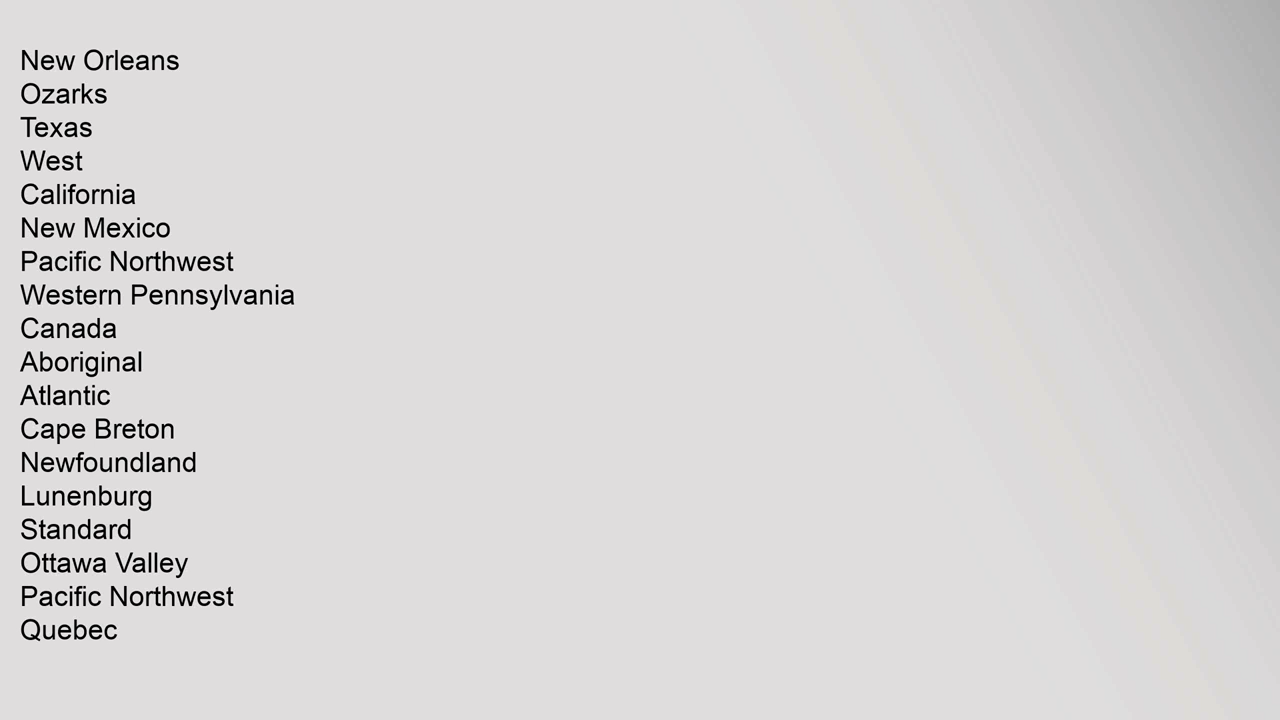 New Orleans
Ozarks
Texas
West
California
New Mexico
Pacific Northwest
Western Pennsylvania
Canada
Aboriginal
Atlantic
Cape Breton
Newfoundland
Lunenburg
Standard
Ottawa Valley
Pacific Northwest
Quebec